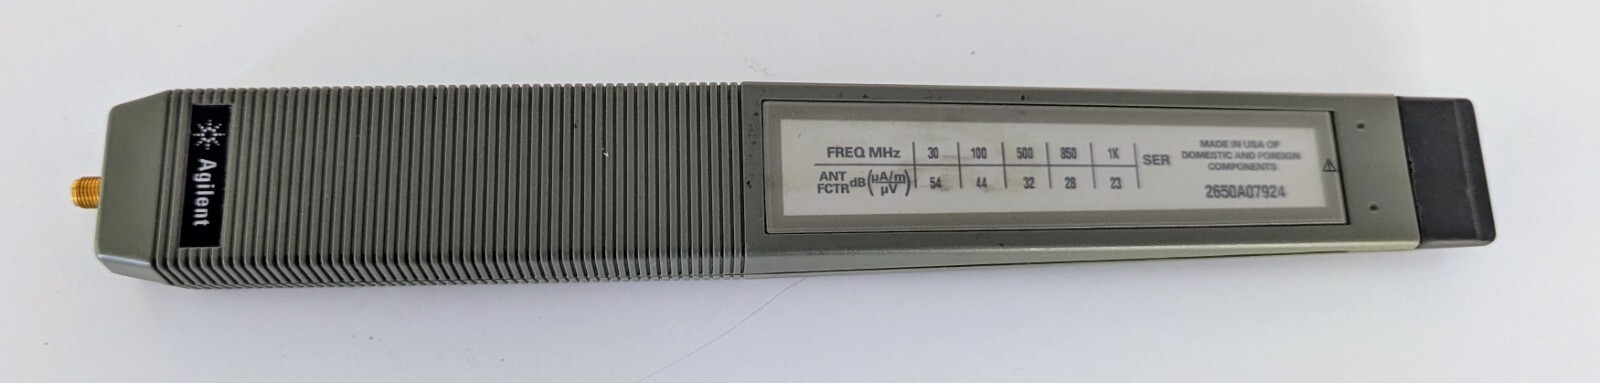 Agilent
FREQ MHz 30 100 500 850 1K
ANT FCTR dB (µA/m / µV) 54 44 32 28 23
SER
MADE IN USA OF
DOMESTIC AND FOREIGN
COMPONENTS
2650A07924